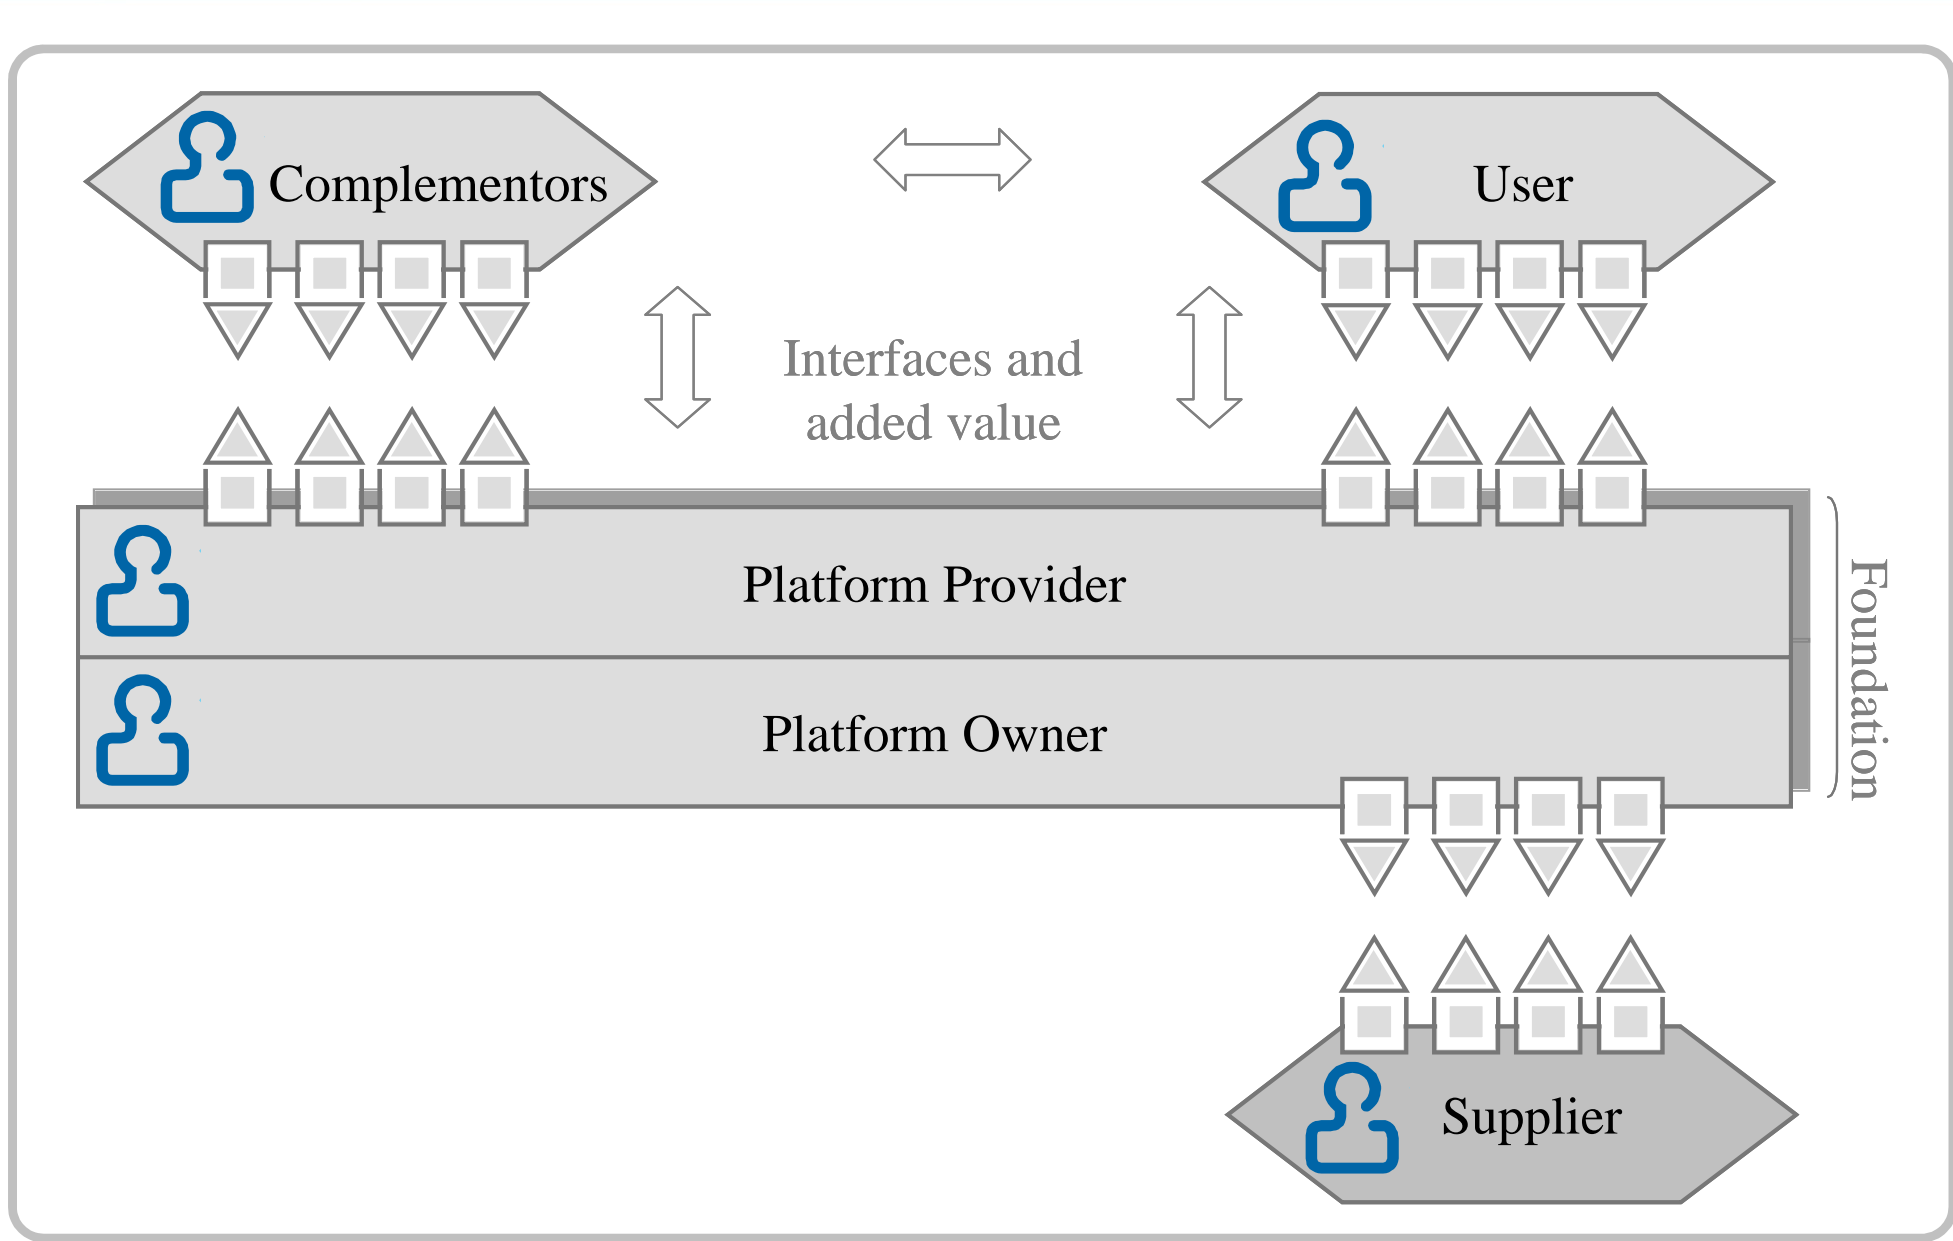 Complementors
User
Interfaces and
added value
Platform Provider
Platform Owner
Foundation
Supplier